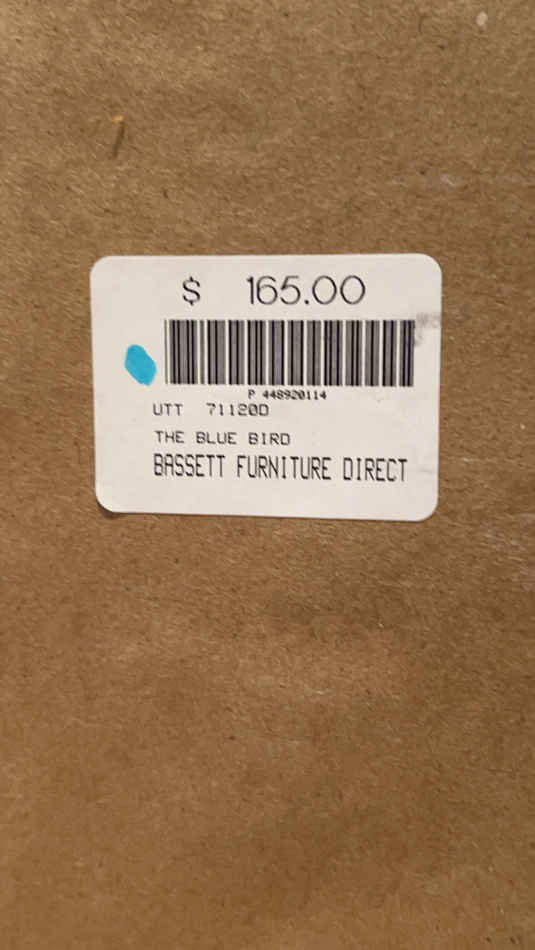 $ 165.00
P 448920114
UTT 71120D
THE BLUE BIRD
BASSETT FURNITURE DIRECT